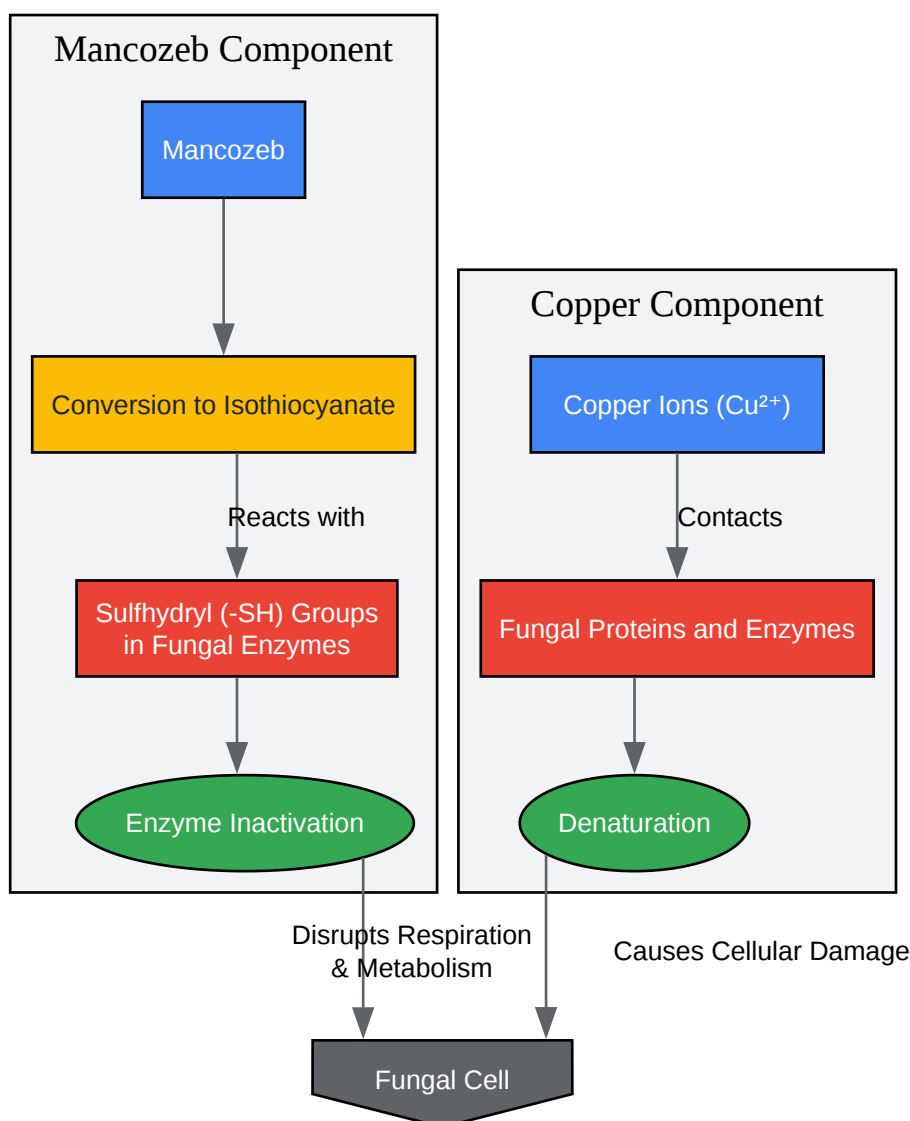 Mancozeb Component
Mancozeb
Conversion to Isothiocyanate
Reacts with
Sulfhydryl (-SH) Groups
in Fungal Enzymes
Enzyme Inactivation
Disrupts Respiration
& Metabolism
Copper Component
Copper Ions (Cu²⁺)
Contacts
Fungal Proteins and Enzymes
Denaturation
Causes Cellular Damage
Fungal Cell